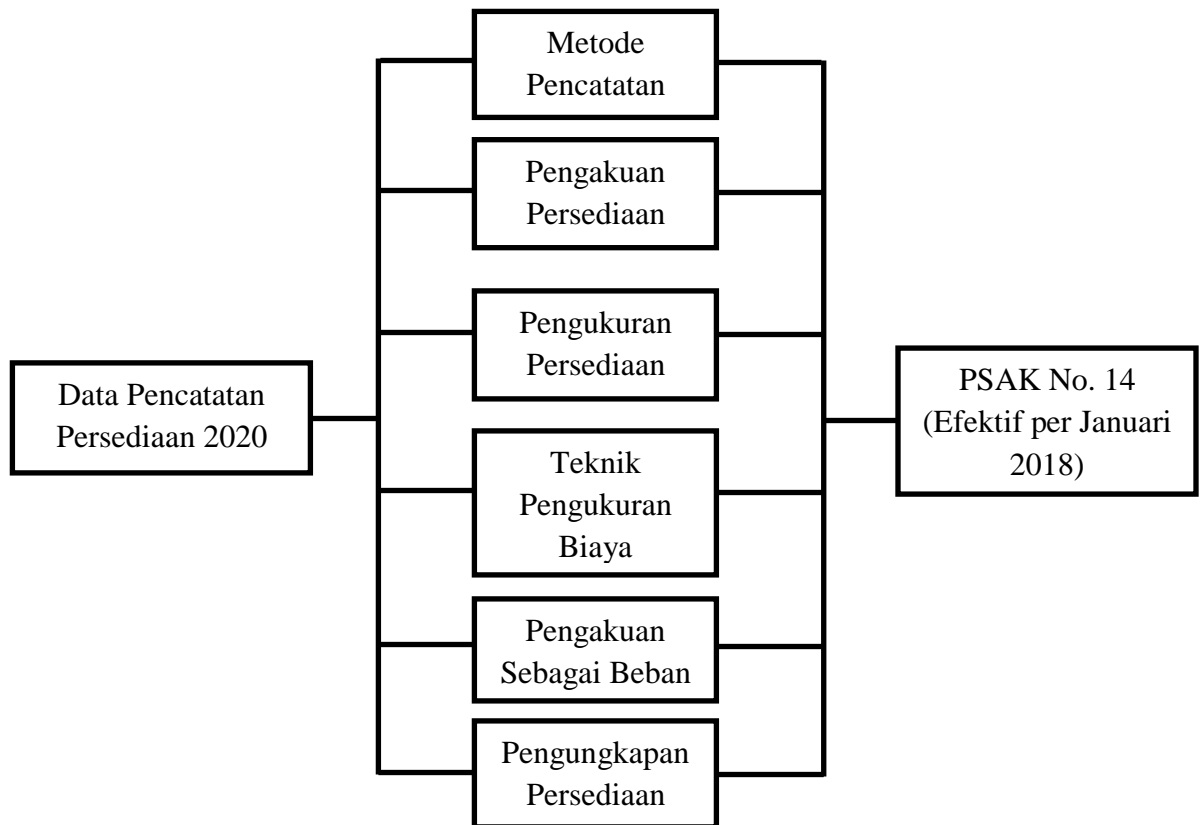 Metode
Pencatatan
Pengakuan
Persediaan
Pengukuran
Persediaan
Data Pencatatan
Persediaan 2020
PSAK No. 14
(Efektif per Januari
2018)
Teknik
Pengukuran
Biaya
Pengakuan
Sebagai Beban
Pengungkapan
Persediaan